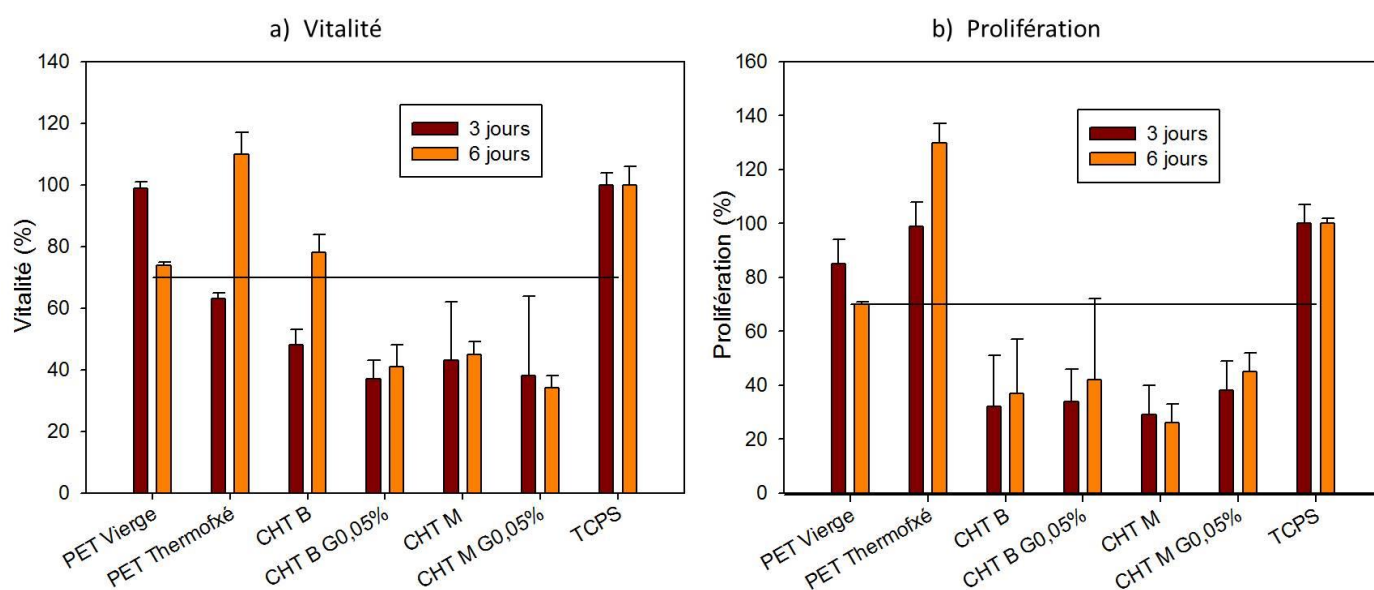 a) Vitalité
140
120
100
80
60
40
20
0
Vitalité (%)
3 jours
6 jours
PET Vierge
PET Thermofxé
CHT B
CHT B G0,05%
CHT M
CHT M G0,05%
TCPS
b) Prolifération
160
140
120
100
80
60
40
20
0
Prolifération (%)
3 jours
6 jours
PET Vierge
PET Thermofxé
CHT B
CHT B G0,05%
CHT M
CHT M G0,05%
TCPS